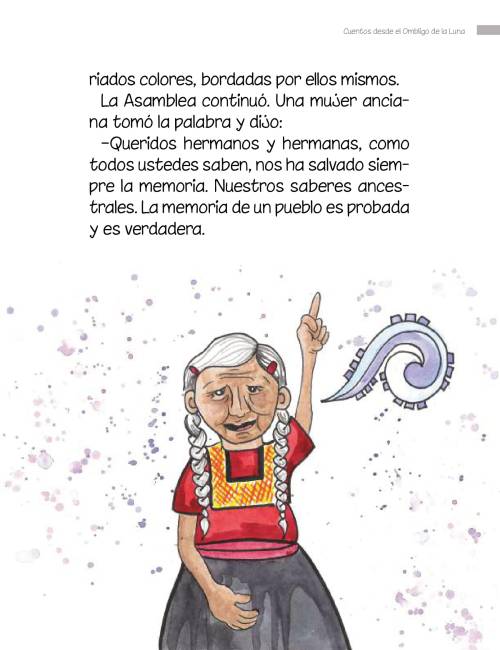 Cuentos desde el Ombligo de la Luna
riados colores, bordadas por ellos mismos.
La Asamblea continuó. Una mujer ancia-
na tomó la palabra y dijo:
–Queridos hermanos y hermanas, como
todos ustedes saben, nos ha salvado siem-
pre la memoria. Nuestros saberes ances-
trales. La memoria de un pueblo es probada
y es verdadera.